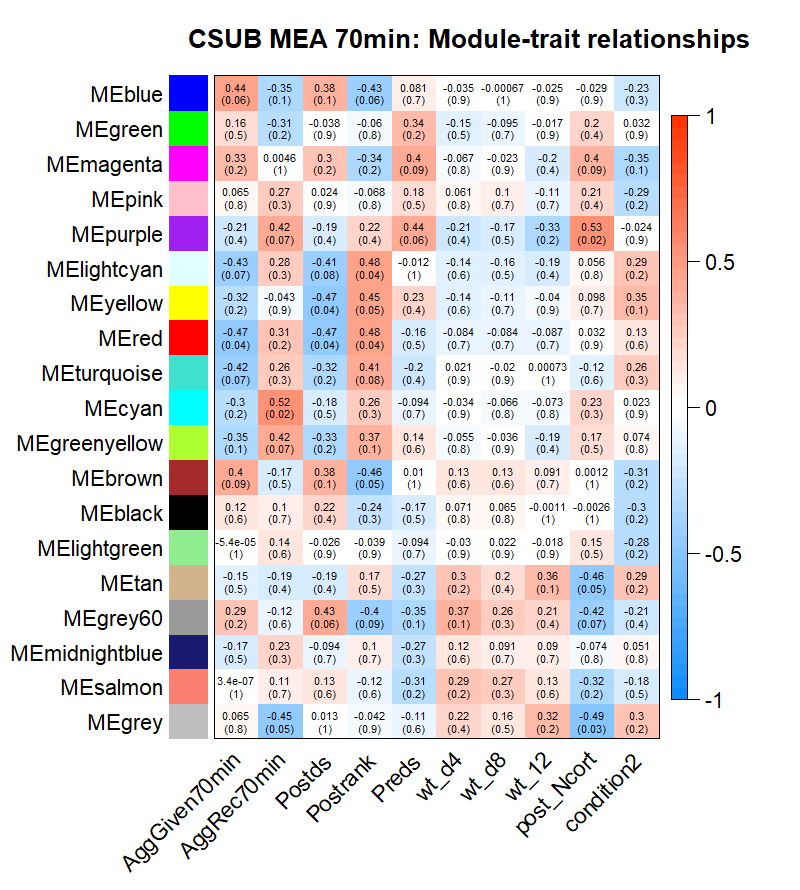 CSUB MEA 70min: Module-trait relationships
MEblue 0.44 -0.35 0.38 -0.43 0.081 -0.035 -0.00067 -0.025 -0.029 -0.23
(0.06) (0.1) (0.1) (0.06) (0.7) (0.9) (1) (0.9) (0.9) (0.3)
MEgreen 0.16 -0.31 -0.038 -0.06 0.34 -0.15 -0.095 -0.017 0.2 0.032
(0.5) (0.2) (0.9) (0.8) (0.2) (0.5) (0.7) (0.9) (0.4) (0.9)
MEmagenta 0.33 0.0046 0.3 -0.34 0.4 -0.067 -0.023 -0.2 0.4 -0.35
(0.2) (1) (0.2) (0.2) (0.09) (0.8) (0.9) (0.4) (0.09) (0.1)
MEpink 0.065 0.27 0.024 -0.068 0.18 0.061 0.1 -0.11 0.21 -0.29
(0.8) (0.3) (0.9) (0.8) (0.5) (0.8) (0.7) (0.7) (0.4) (0.2)
MEpurple -0.21 0.42 -0.19 0.22 0.44 -0.21 -0.17 -0.33 0.53 -0.024
(0.4) (0.07) (0.4) (0.4) (0.06) (0.4) (0.5) (0.2) (0.02) (0.9)
MElightcyan -0.43 0.28 -0.41 0.48 -0.012 -0.14 -0.16 -0.19 0.056 0.29
(0.07) (0.3) (0.08) (0.04) (1) (0.6) (0.5) (0.4) (0.8) (0.2)
MEyellow -0.32 -0.043 -0.47 0.45 0.23 -0.14 -0.11 -0.04 0.098 0.35
(0.2) (0.9) (0.04) (0.05) (0.4) (0.6) (0.7) (0.9) (0.7) (0.1)
MEred -0.47 0.31 -0.47 0.48 -0.16 -0.084 -0.084 -0.087 0.032 0.13
(0.04) (0.2) (0.04) (0.04) (0.5) (0.7) (0.7) (0.7) (0.9) (0.6)
MEturquoise -0.42 0.26 -0.32 0.41 -0.2 0.021 -0.02 0.00073 -0.12 0.26
(0.07) (0.3) (0.2) (0.08) (0.4) (0.9) (0.9) (1) (0.6) (0.3)
MEcyan -0.3 0.52 -0.18 0.26 -0.094 -0.034 -0.066 -0.073 0.23 0.023
(0.2) (0.02) (0.5) (0.3) (0.7) (0.9) (0.8) (0.8) (0.3) (0.9)
MEgreenyellow -0.35 0.42 -0.33 0.37 0.14 -0.055 -0.036 -0.19 0.17 0.074
(0.1) (0.07) (0.2) (0.1) (0.6) (0.8) (0.9) (0.4) (0.5) (0.8)
MEbrown 0.4 -0.17 0.38 -0.46 0.01 0.13 0.13 0.091 0.0012 -0.31
(0.09) (0.5) (0.1) (0.05) (1) (0.6) (0.6) (0.7) (1) (0.2)
MEblack 0.12 0.1 0.22 -0.24 -0.17 0.071 0.065 -0.0011 -0.0026 -0.3
(0.6) (0.7) (0.4) (0.3) (0.5) (0.8) (0.8) (1) (1) (0.2)
MElightgreen -5.4e-05 0.14 -0.026 -0.039 -0.094 -0.03 0.022 -0.018 0.15 -0.28
(1) (0.6) (0.9) (0.9) (0.7) (0.9) (0.9) (0.9) (0.5) (0.2)
MEtan -0.15 -0.19 -0.19 0.17 -0.27 0.3 0.2 0.36 -0.46 0.29
(0.5) (0.4) (0.4) (0.5) (0.3) (0.2) (0.4) (0.1) (0.05) (0.2)
MEgrey60 0.29 -0.12 0.43 -0.4 -0.35 0.37 0.26 0.21 -0.42 -0.21
(0.2) (0.6) (0.06) (0.09) (0.1) (0.1) (0.3) (0.4) (0.07) (0.4)
MEmidnightblue -0.17 0.23 -0.094 0.1 -0.27 0.12 0.091 0.09 -0.074 0.051
(0.5) (0.3) (0.7) (0.7) (0.3) (0.6) (0.7) (0.7) (0.8) (0.8)
MEsalmon 3.4e-07 0.11 0.13 -0.12 -0.31 0.29 0.27 0.13 -0.32 -0.18
(1) (0.7) (0.6) (0.6) (0.2) (0.2) (0.3) (0.6) (0.2) (0.5)
MEgrey 0.065 -0.45 0.013 -0.042 -0.11 0.22 0.16 0.32 -0.49 0.3
(0.8) (0.05) (1) (0.9) (0.6) (0.4) (0.5) (0.2) (0.03) (0.2)
AggGiven70min AggRec70min Postds Postrank Preds wt_d4 wt_d8 wt_12 post_Ncort condition2
1
0.5
0
-0.5
-1